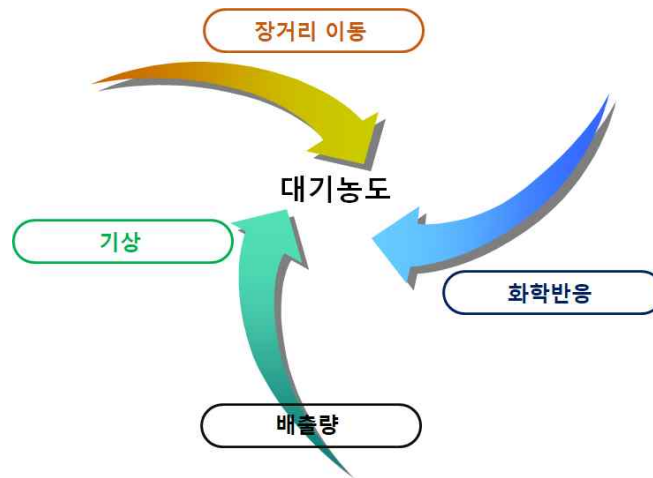 장거리 이동
대기농도
기상
화학반응
배출량